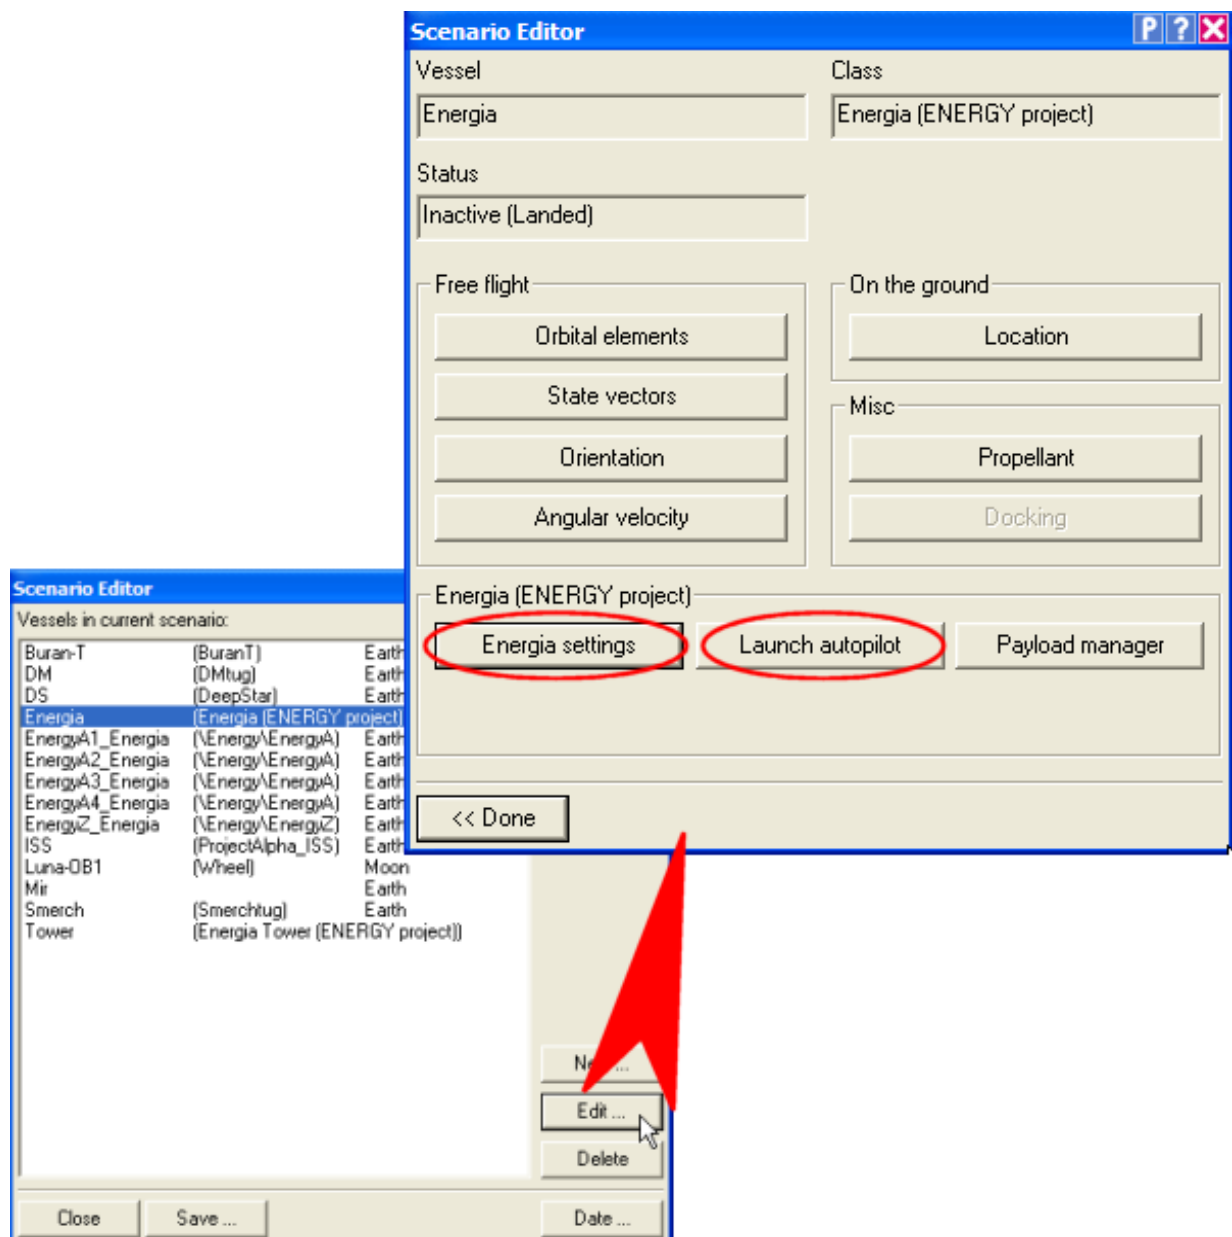 Scenario Editor P ? X
Vessel Class
Energia Energia (ENERGY project)
Status
Inactive (Landed)
Free flight On the ground
Orbital elements Location
State vectors Misc
Orientation Propellant
Angular velocity Docking
Energia (ENERGY project)
Energia settings Launch autopilot Payload manager
<< Done
Scenario Editor
Vessels in current scenario:
Buran-T (BuranT) Earth
DM (DMtug) Earth
DS (DeepStar) Earth
Energia (Energia (ENERGY project)
EnergyA1_Energia (\Energy\EnergyA) Earth
EnergyA2_Energia (\Energy\EnergyA) Earth
EnergyA3_Energia (\Energy\EnergyA) Earth
EnergyA4_Energia (\Energy\EnergyA) Earth
EnergyZ_Energia (\Energy\EnergyZ) Earth
ISS (ProjectAlpha_ISS) Earth
Luna-OB1 (Wheel) Moon
Mir Earth
Smerch (Smerchtug) Earth
Tower (Energia Tower (ENERGY project))
Edit ...
Delete
Close Save ... Date ...